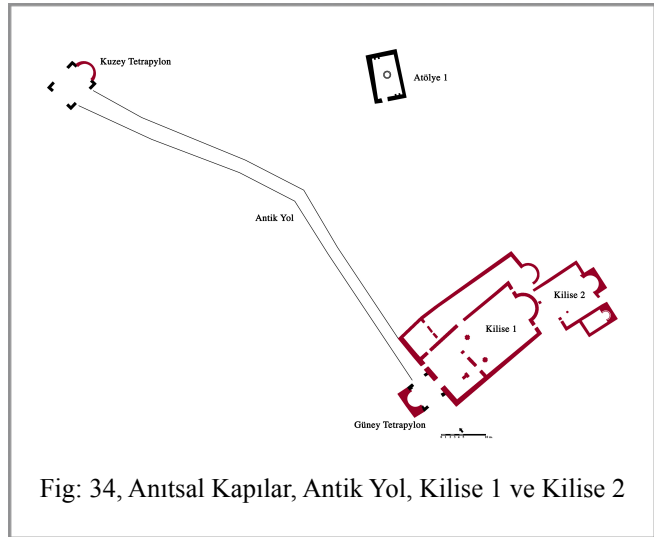 Kuzey Tetrapylon
Atölye 1
Antik Yol
Kilise 2
Kilise 1
Güney Tetrapylon
Fig: 34, Anıtsal Kapılar, Antik Yol, Kilise 1 ve Kilise 2